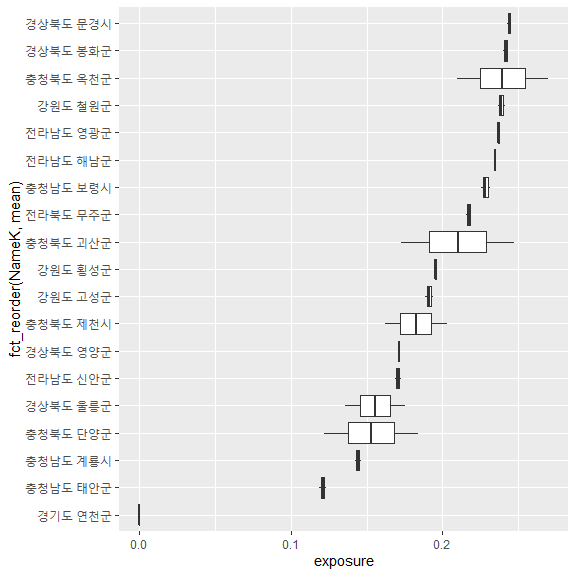 fct_reorder(NameK, mean)
경상북도 문경시
경상북도 봉화군
충청북도 옥천군
강원도 철원군
전라남도 영광군
전라남도 해남군
충청남도 보령시
전라북도 무주군
충청북도 괴산군
강원도 횡성군
강원도 고성군
충청북도 제천시
경상북도 영양군
전라남도 신안군
경상북도 울릉군
충청북도 단양군
충청남도 계룡시
충청남도 태안군
경기도 연천군
0.0 0.1 0.2
exposure